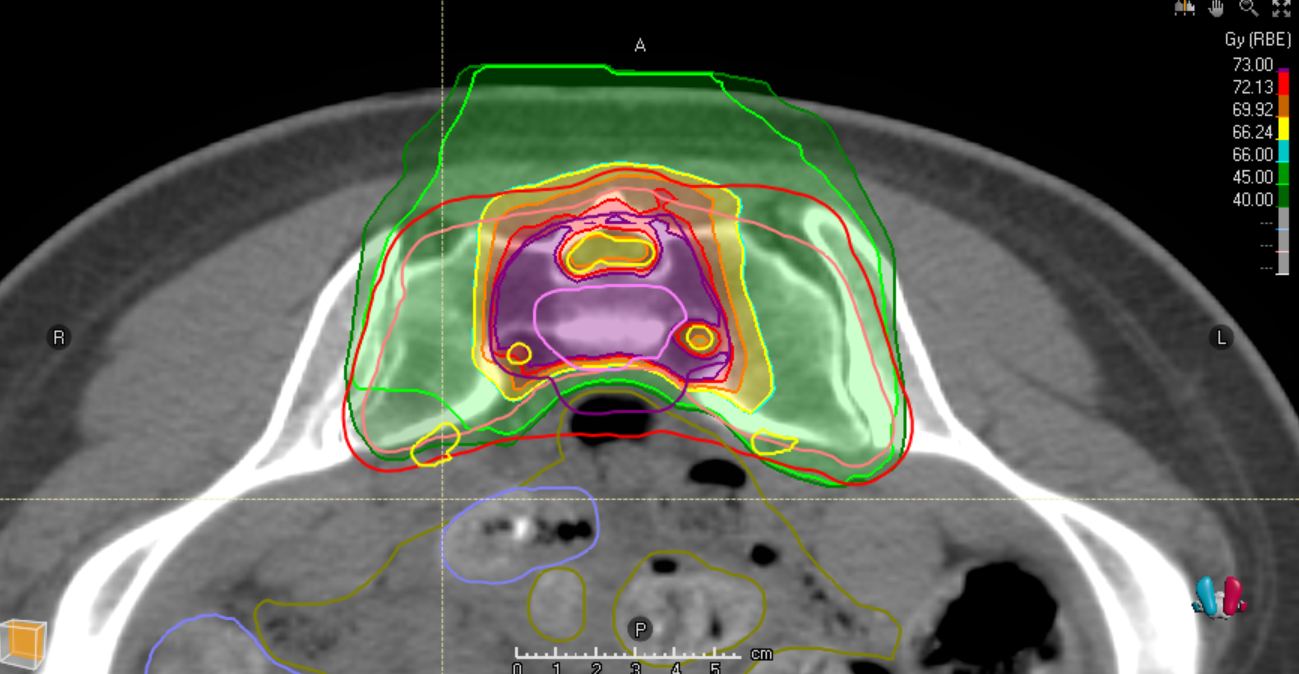 A
Gy (RBE)
73.00
72.13
69.92
66.24
66.00
45.00
40.00
---
---
---
R
L
P
cm
0 1 2 3 4 5